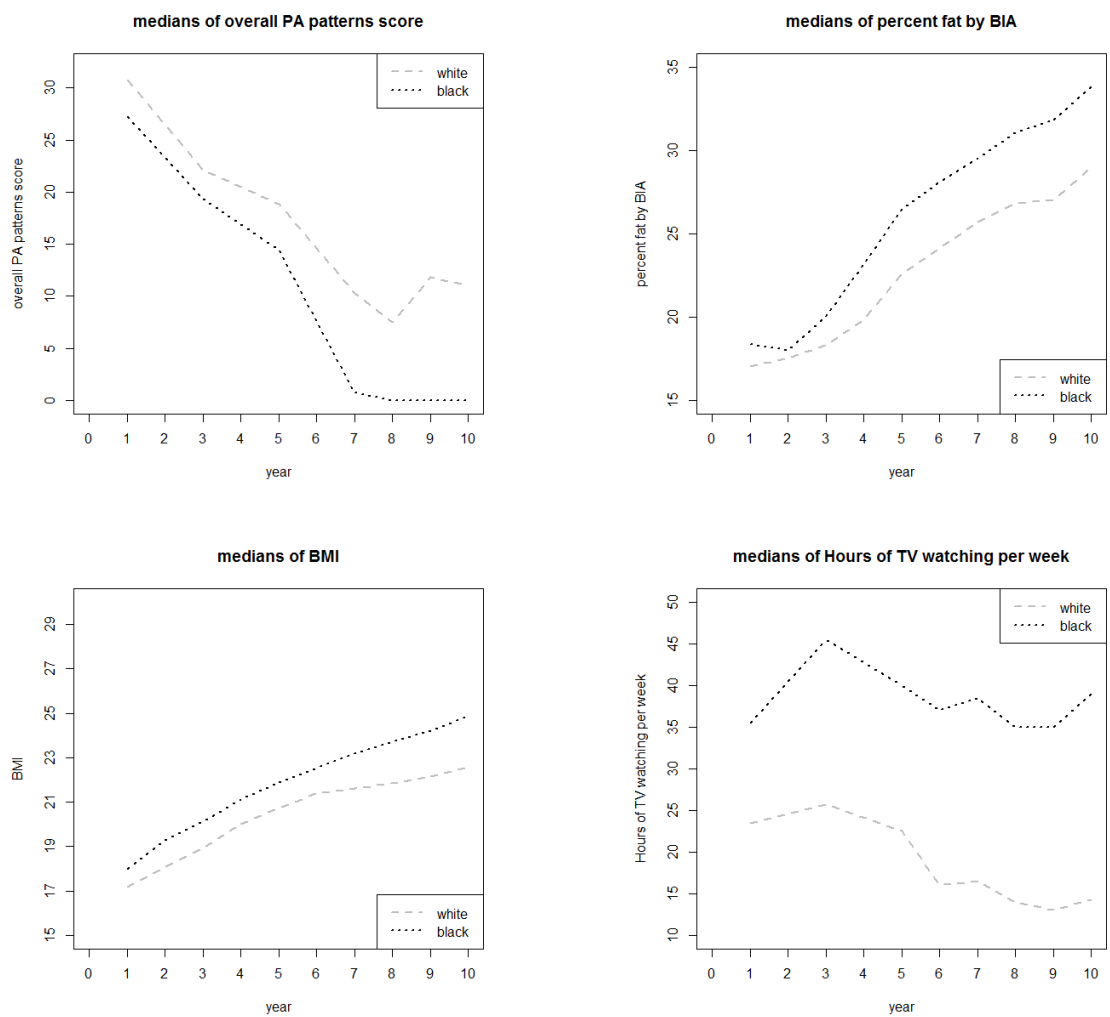 medians of overall PA patterns score
overall PA patterns score
30
25
20
15
10
5
0
white
black
0 1 2 3 4 5 6 7 8 9 10
year
medians of percent fat by BIA
percent fat by BIA
35
30
25
20
15
white
black
0 1 2 3 4 5 6 7 8 9 10
year
medians of BMI
BMI
29
27
25
23
21
19
17
15
white
black
0 1 2 3 4 5 6 7 8 9 10
year
medians of Hours of TV watching per week
Hours of TV watching per week
50
45
40
35
30
25
20
15
10
white
black
0 1 2 3 4 5 6 7 8 9 10
year